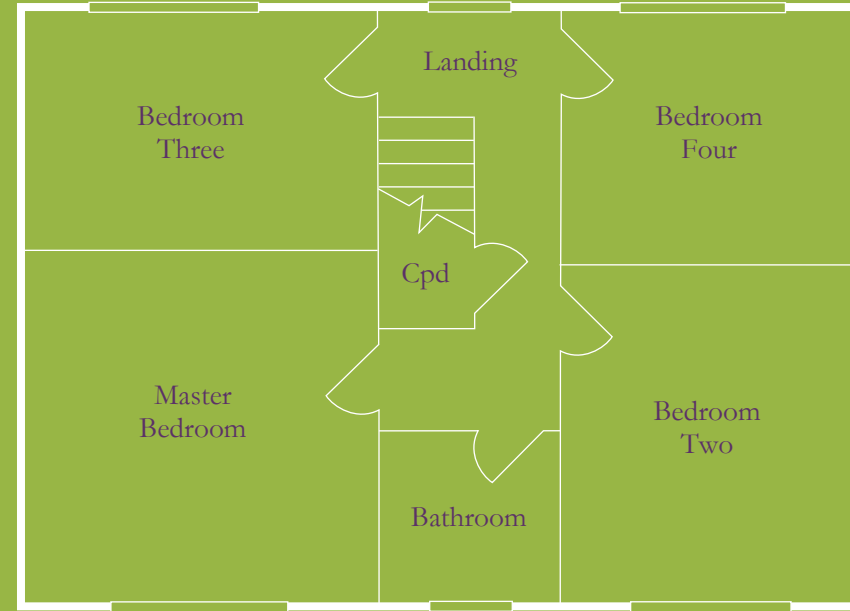 Landing
Bedroom
Three
Bedroom
Four
Cpd
Master
Bedroom
Bedroom
Two
Bathroom